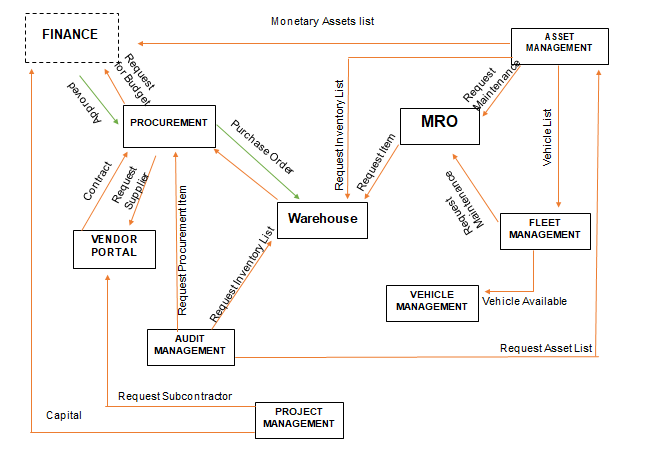 Monetary Assets list
FINANCE
ASSET
MANAGEMENT
Request
for Budget
Approved
Request
Maintenance
Request Inventory List
PROCUREMENT
MRO
Vehicle List
Purchase Order
Request Item
Contract
Request
Supplier
Request
Maintenance
Warehouse
FLEET
MANAGEMENT
VENDOR
PORTAL
Request Procurement Item
Request Inventory List
VEHICLE
MANAGEMENT
Vehicle Available
AUDIT
MANAGEMENT
Request Asset List
Request Subcontractor
Capital
PROJECT
MANAGEMENT